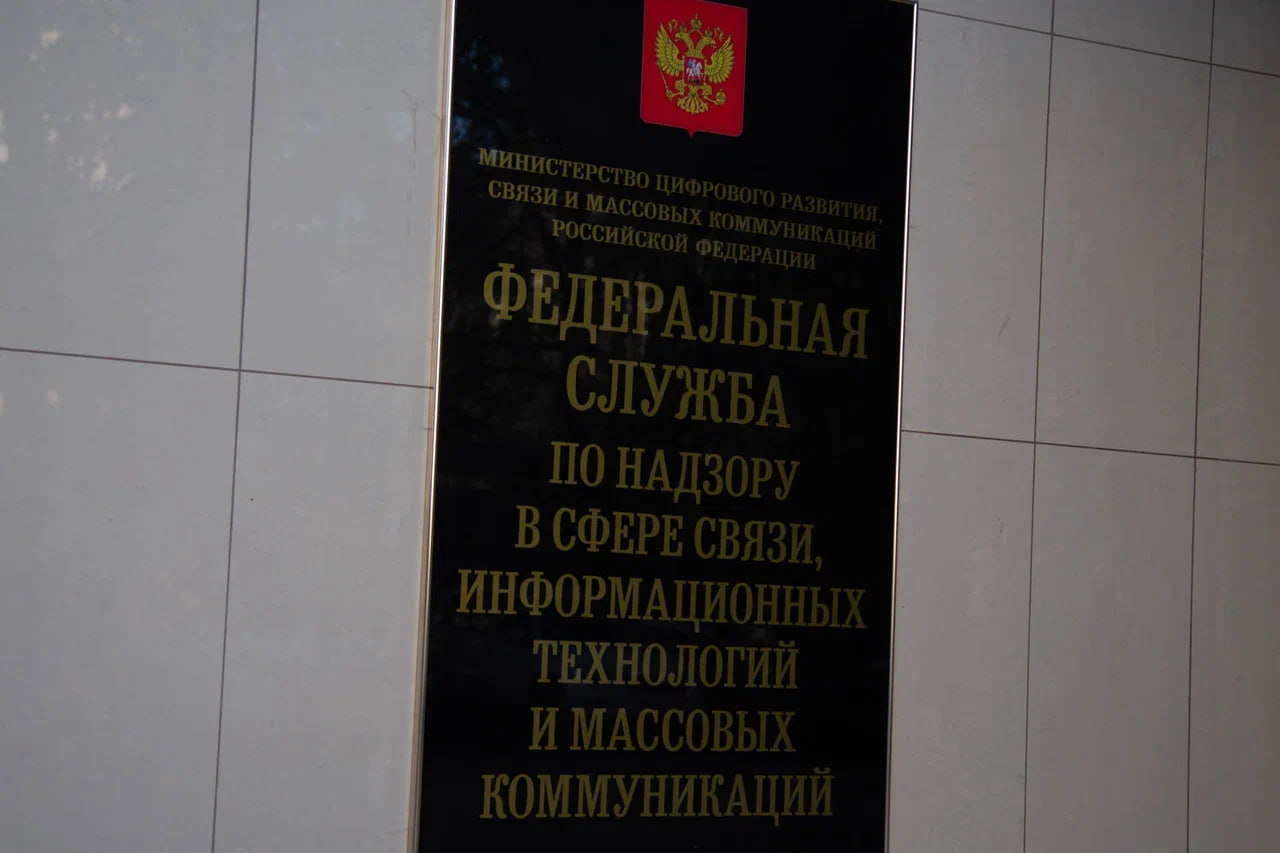 МИНИСТЕРСТВО ЦИФРОВОГО РАЗВИТИЯ,
СВЯЗИ И МАССОВЫХ КОММУНИКАЦИЙ
РОССИЙСКОЙ ФЕДЕРАЦИИ
ФЕДЕРАЛЬНАЯ
СЛУЖБА
ПО НАДЗОРУ
В СФЕРЕ СВЯЗИ,
ИНФОРМАЦИОННЫХ
ТЕХНОЛОГИЙ
И МАССОВЫХ
КОММУНИКАЦИЙ